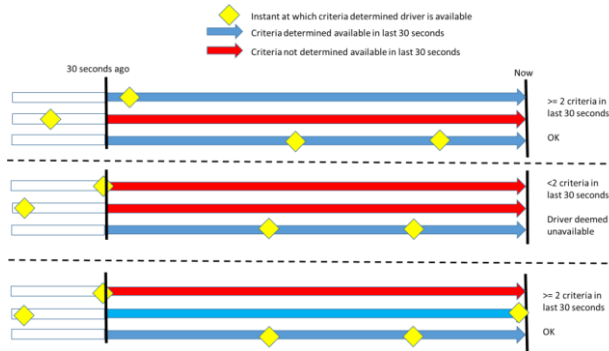 Instant at which criteria determined driver is available
Criteria determined available in last 30 seconds
Criteria not determined available in last 30 seconds
30 seconds ago
Now
>= 2 criteria in
last 30 seconds
OK
<2 criteria in
last 30 seconds
Driver deemed
unavailable
>= 2 criteria in
last 30 seconds
OK